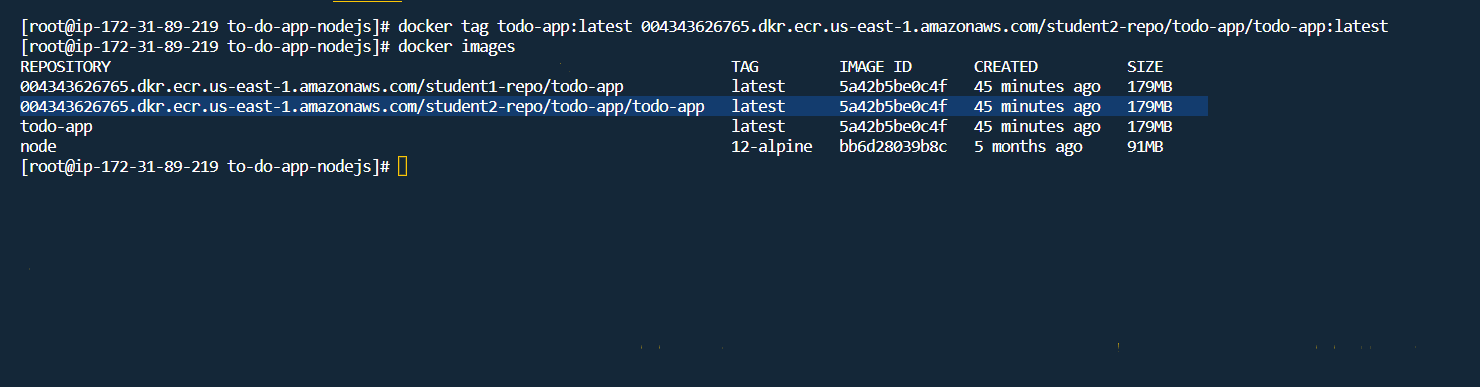 [root@ip-172-31-89-219 to-do-app-nodejs]# docker tag todo-app:latest 004343626765.dkr.ecr.us-east-1.amazonaws.com/student2-repo/todo-app/todo-app:latest
[root@ip-172-31-89-219 to-do-app-nodejs]# docker images
REPOSITORY TAG IMAGE ID CREATED SIZE
004343626765.dkr.ecr.us-east-1.amazonaws.com/student1-repo/todo-app latest 5a42b5be0c4f 45 minutes ago 179MB
004343626765.dkr.ecr.us-east-1.amazonaws.com/student2-repo/todo-app/todo-app latest 5a42b5be0c4f 45 minutes ago 179MB
todo-app latest 5a42b5be0c4f 45 minutes ago 179MB
node 12-alpine bb6d28039b8c 5 months ago 91MB
[root@ip-172-31-89-219 to-do-app-nodejs]#